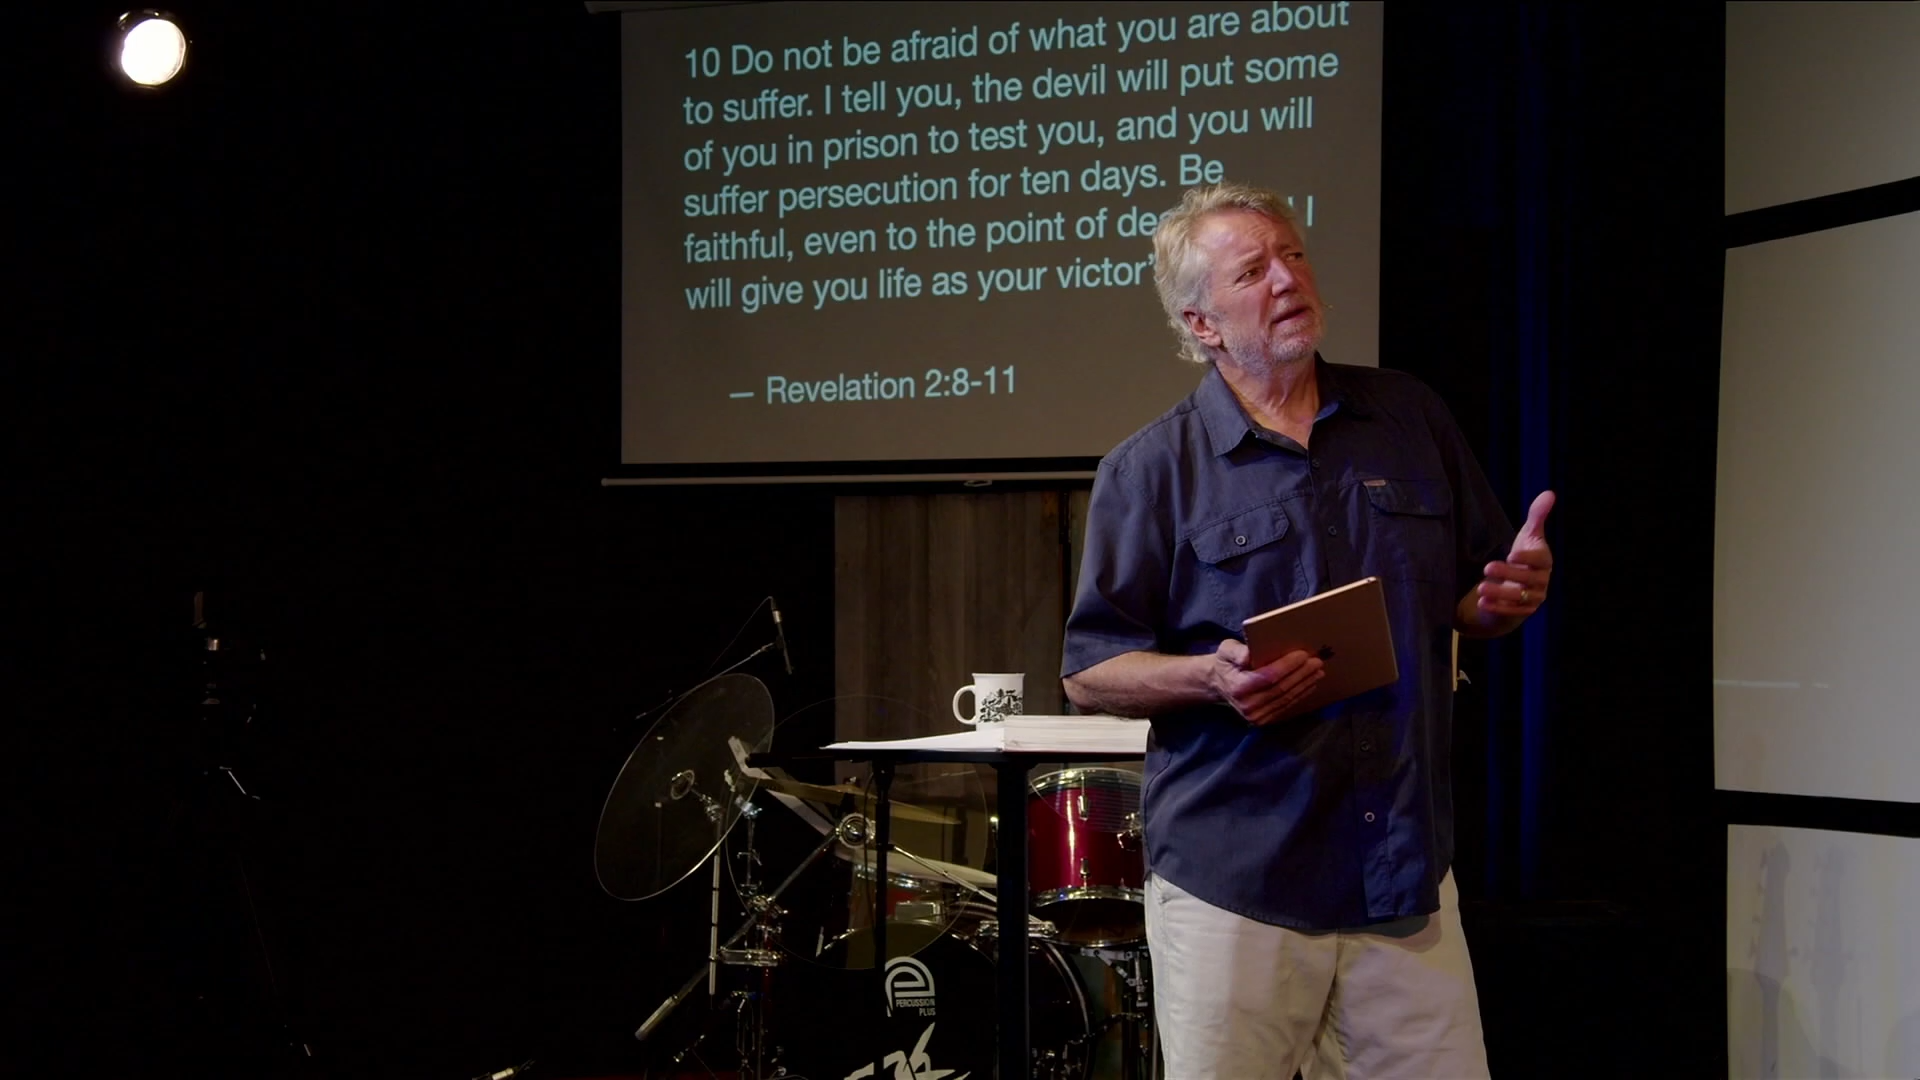 10 Do not be afraid of what you are about
to suffer. I tell you, the devil will put some
of you in prison to test you, and you will
suffer persecution for ten days. Be
faithful, even to the point of I
will give you life as your
— Revelation 2:8-11
PERCUSSION
PLUS